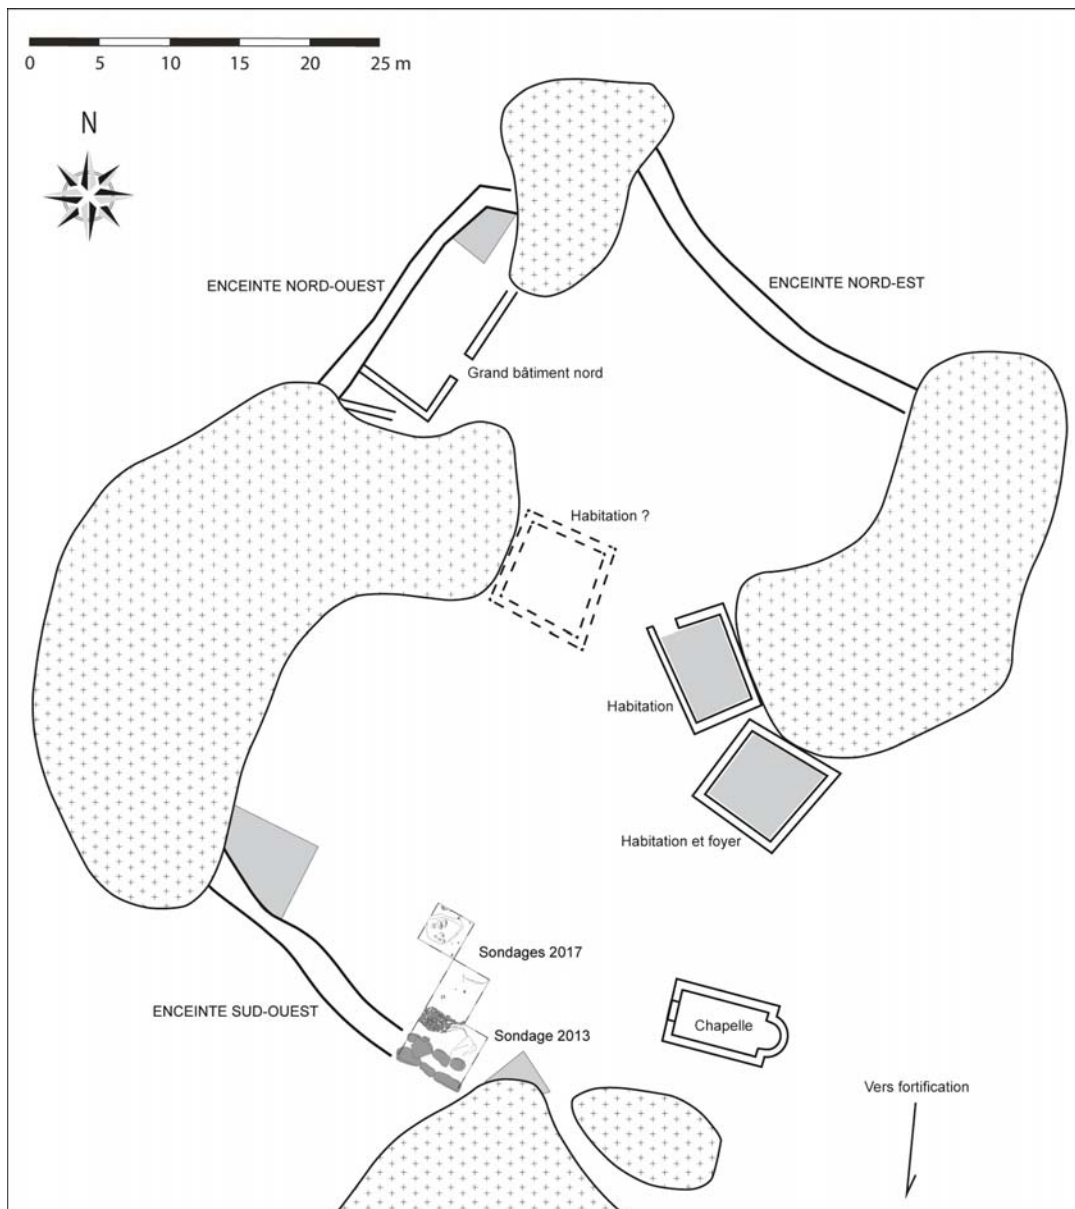 0 5 10 15 20 25 m
N
ENCEINTE NORD-OUEST
ENCEINTE NORD-EST
Grand bâtiment nord
Habitation ?
Habitation
Habitation et foyer
Sondages 2017
ENCEINTE SUD-OUEST
Sondage 2013
Chapelle
Vers fortification